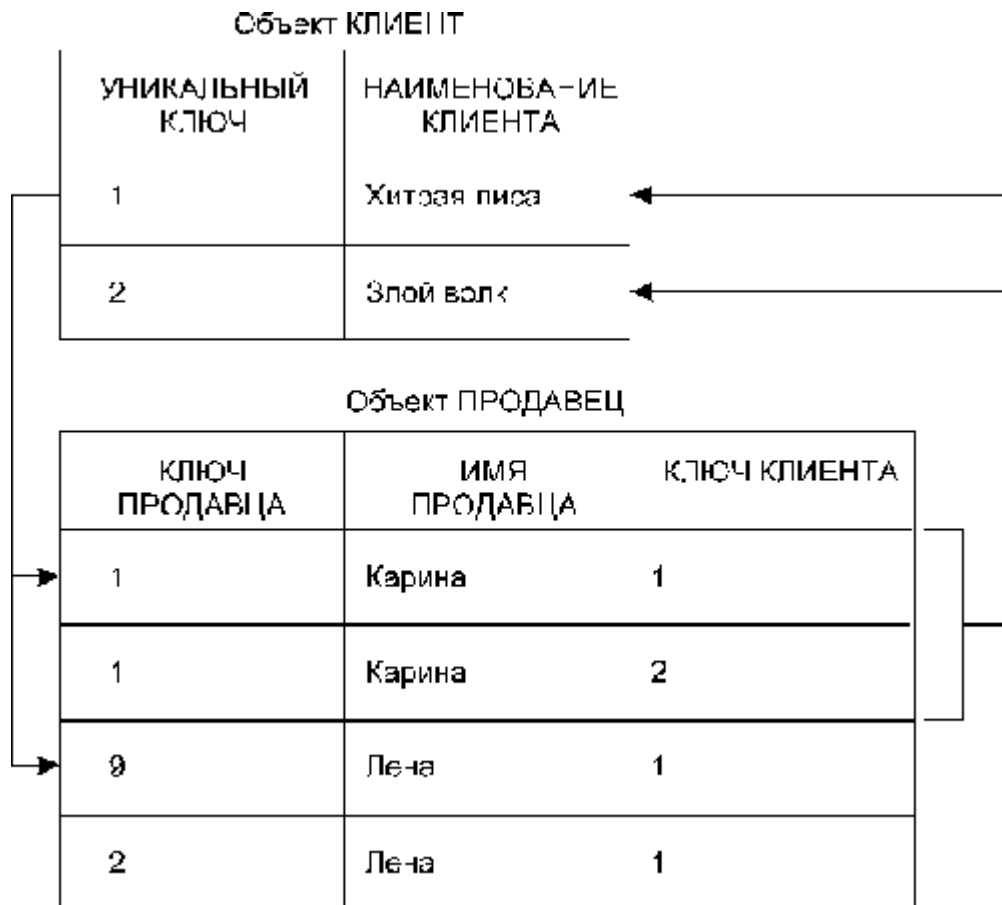 Объект КЛИЕНТ
УНИКАЛЬНЫЙ НАИМЕНОВАНИЕ
КЛЮЧ КЛИЕНТА
1 Хитрая лиса
2 Злой волк
Объект ПРОДАВЕЦ
КЛЮЧ ИМЯ КЛЮЧ КЛИЕНТА
ПРОДАВЦА ПРОДАВЦА
1 Карина 1
1 Карина 2
9 Лена 1
2 Лена 1